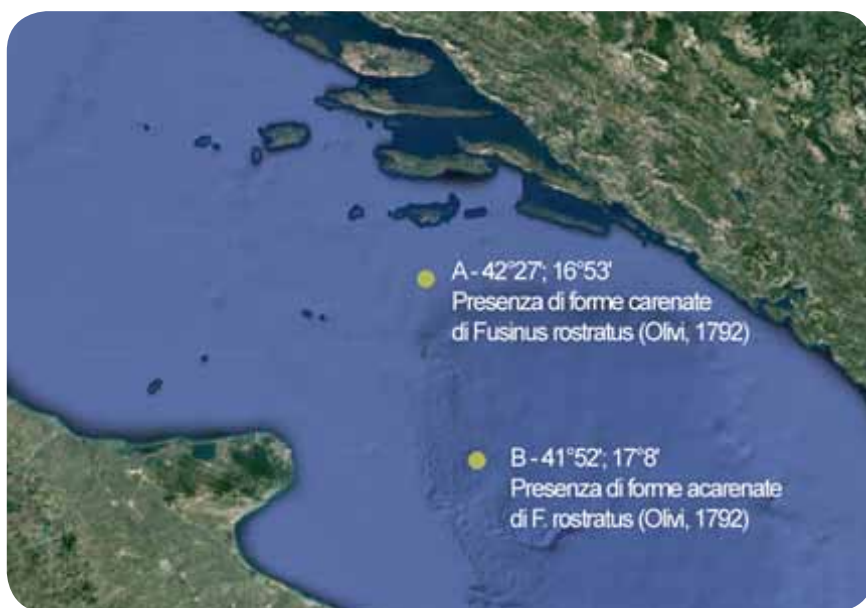 A - 42°27'; 16°53'
Presenza di forme carenate
di Fusinus rostratus (Olivi, 1792)
B - 41°52'; 17°8'
Presenza di forme acarenate
di F. rostratus (Olivi, 1792)